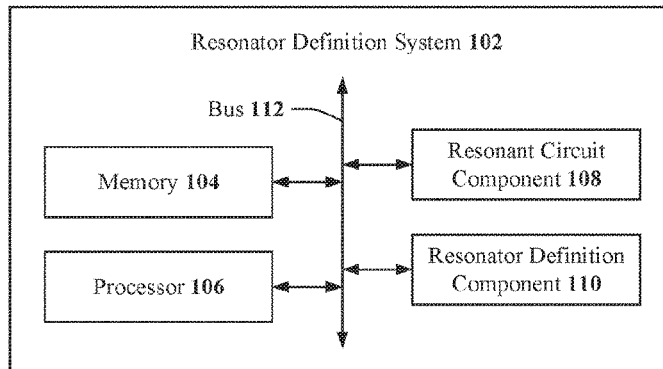 Resonator Definition System 102
Bus 112
Memory 104
Resonant Circuit
Component 108
Processor 106
Resonator Definition
Component 110